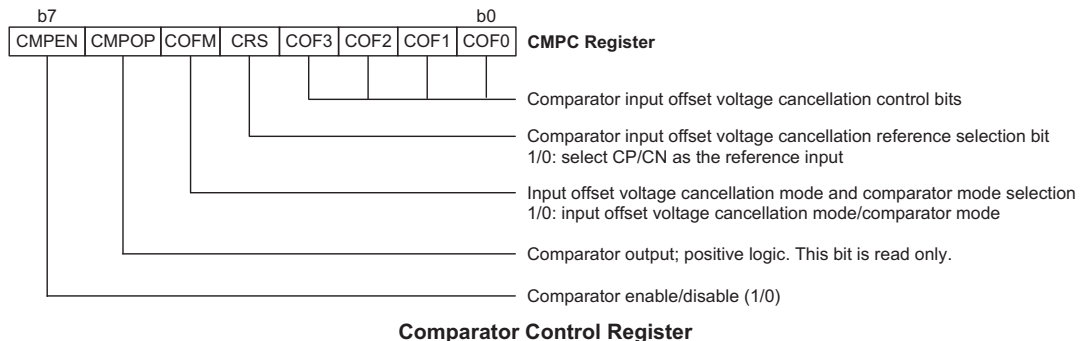 b7 b0
CMPEN CMPOP COFM CRS COF3 COF2 COF1 COF0 CMPC Register
Comparator input offset voltage cancellation control bits
Comparator input offset voltage cancellation reference selection bit
1/0: select CP/CN as the reference input
Input offset voltage cancellation mode and comparator mode selection
1/0: input offset voltage cancellation mode/comparator mode
Comparator output; positive logic. This bit is read only.
Comparator enable/disable (1/0)
Comparator Control Register